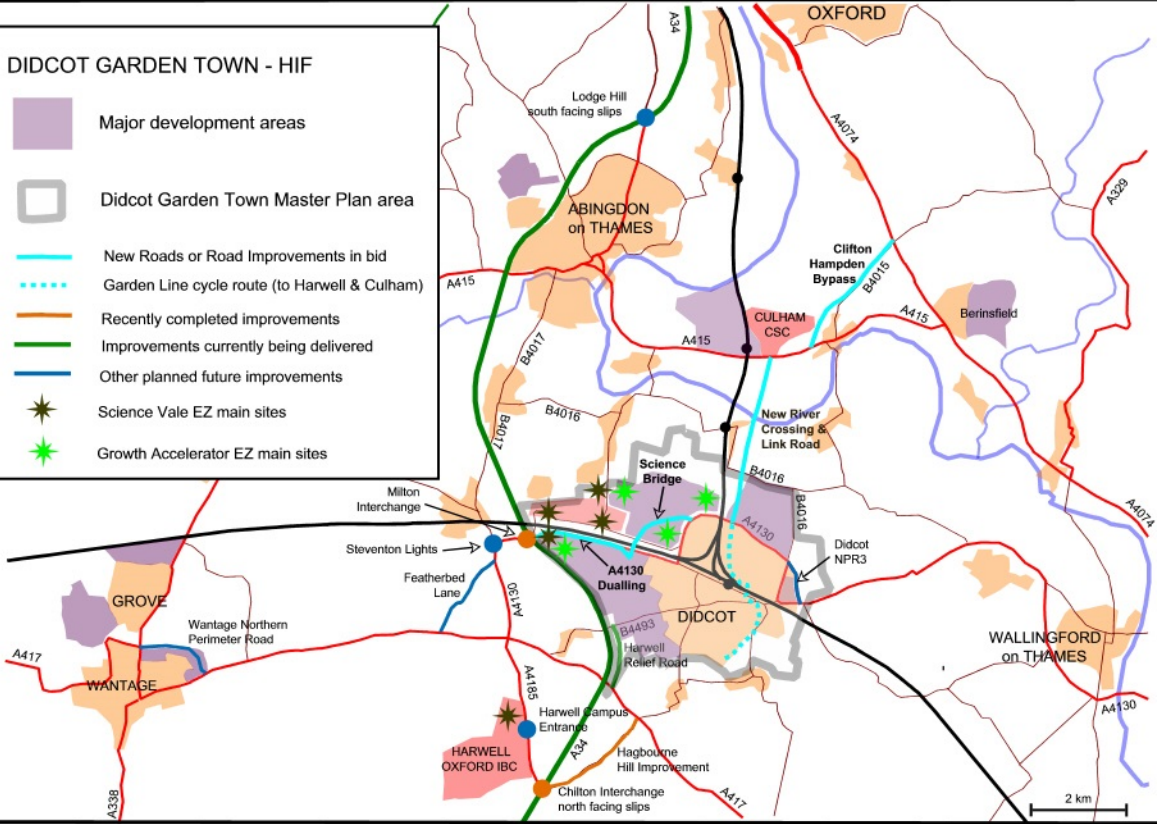 DIDCOT GARDEN TOWN - HIF
Major development areas
Didcot Garden Town Master Plan area
New Roads or Road Improvements in bid
Garden Line cycle route (to Harwell & Culham)
Recently completed improvements
Improvements currently being delivered
Other planned future improvements
Science Vale EZ main sites
Growth Accelerator EZ main sites
OXFORD
A34
Lodge Hill
south facing slips
A4074
A329
ABINGDON
on THAMES
Clifton
Hampden
Bypass
B4015
A415
A415
Berinsfield
CULHAM
CSC
A415
B4017
B4016
B4017
New River
Crossing &
Link Road
Science
Bridge
B4016
B4016
A4074
Milton
Interchange
A4130
Steventon Lights
Didcot
NPR3
A4130
Dualling
Featherbed
Lane
A4130
GROVE
DIDCOT
B4493
Wantage Northern
Perimeter Road
Harwell
Relief Road
WALLINGFORD
on THAMES
A417
WANTAGE
A4185
A4130
Harwell Campus
Entrance
HARWELL
OXFORD IBC
A34
Hagbourne
Hill Improvement
Chilton Interchange
north facing slips
A417
A338
2 km